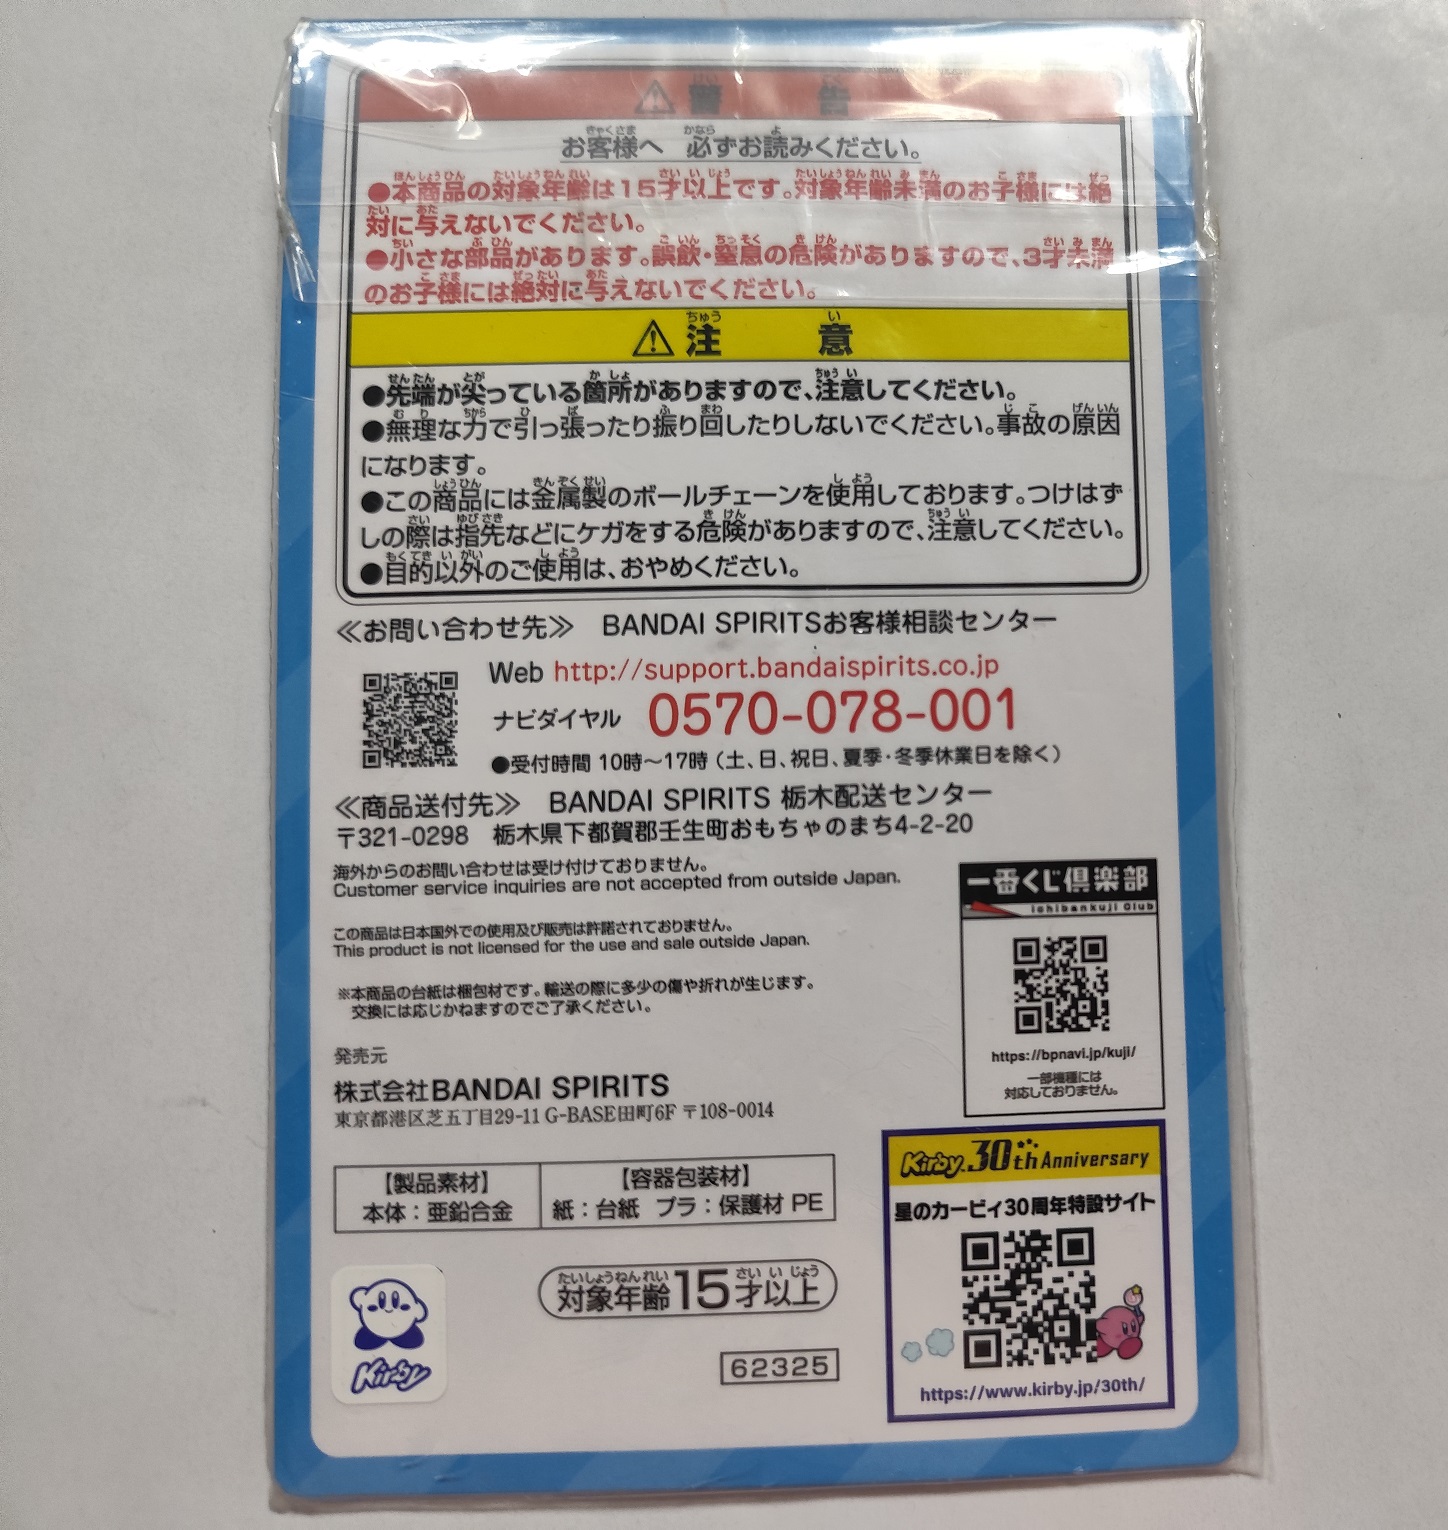 ⚠警告
お客様へ 必ずお読みください。
●本商品の対象年齢は15才以上です。対象年齢未満のお子様には絶
対に与えないでください。
●小さな部品があります。誤飲・窒息の危険がありますので、3才未満
のお子様には絶対に与えないでください。
⚠注意
●先端が尖っている箇所がありますので、注意してください。
●無理な力で引っ張ったり振り回したりしないでください。事故の原因
になります。
●この商品には金属製のボールチェーンを使用しております。つけはず
しの際は指先などにケガをする危険がありますので、注意してください。
●目的以外のご使用は、おやめください。
≪お問い合わせ先≫ BANDAI SPIRITSお客様相談センター
Web http://support.bandaispirits.co.jp
ナビダイヤル 0570-078-001
●受付時間 10時～17時（土、日、祝日、夏季・冬季休業日を除く）
≪商品送付先≫ BANDAI SPIRITS 栃木配送センター
〒321-0298 栃木県下都賀郡壬生町おもちゃのまち4-2-20
海外からのお問い合わせは受け付けておりません。
Customer service inquiries are not accepted from outside Japan.
この商品は日本国外での使用及び販売は許諾されておりません。
This product is not licensed for the use and sale outside Japan.
※本商品の台紙は梱包材です。輸送の際に多少の傷や折れが生じます。
交換には応じかねますのでご了承ください。
一番くじ倶楽部
ichibankuji Club
https://bpnavi.jp/kuji/
一部機種には
対応しておりません。
発売元
株式会社BANDAI SPIRITS
東京都港区芝五丁目29-11 G-BASE田町6F 〒108-0014
【製品素材】
本体：亜鉛合金
【容器包装材】
紙：台紙 プラ：保護材 PE
対象年齢15才以上
62325
Kirby
Kirby 30th Anniversary
星のカービィ30周年特設サイト
https://www.kirby.jp/30th/